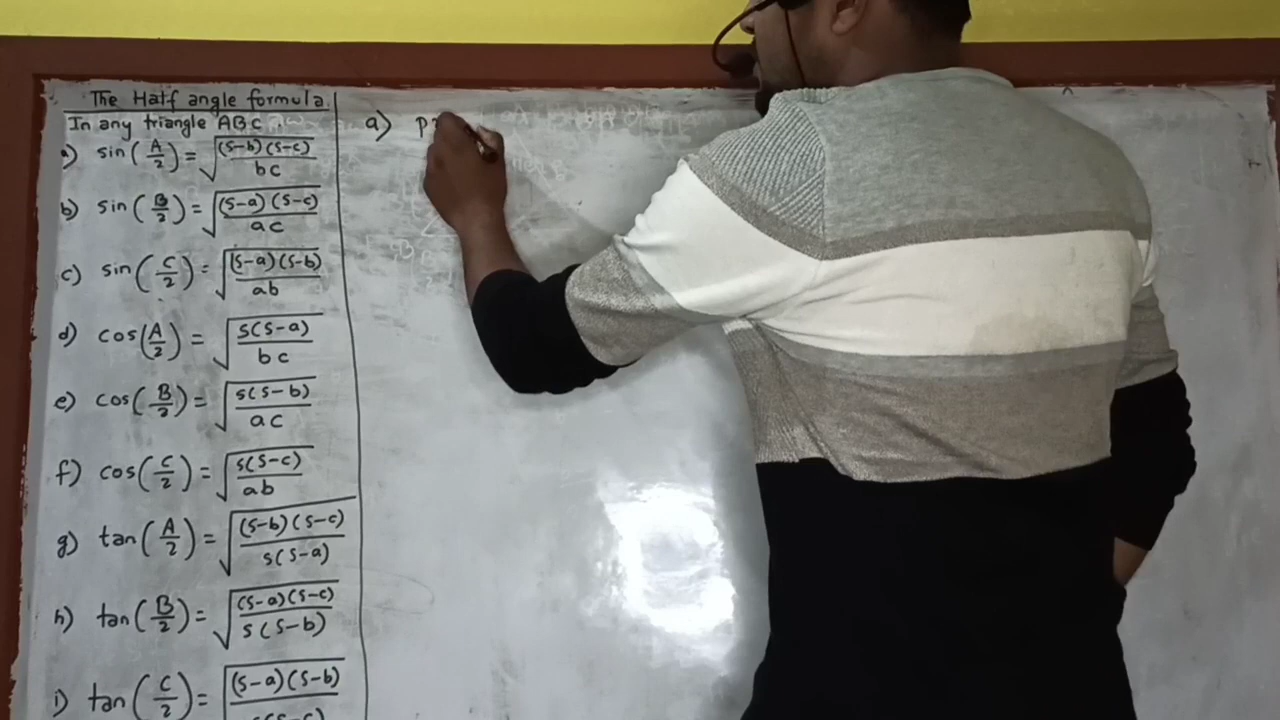 The Half angle formula.
In any triangle ABC.
a) sin(A/2) = √((s-b)(s-c)/bc)
b) sin(B/2) = √((s-a)(s-c)/ac)
c) sin(C/2) = √((s-a)(s-b)/ab)
d) cos(A/2) = √(s(s-a)/bc)
e) cos(B/2) = √(s(s-b)/ac)
f) cos(C/2) = √(s(s-c)/ab)
g) tan(A/2) = √((s-b)(s-c)/s(s-a))
h) tan(B/2) = √((s-a)(s-c)/s(s-b))
i) tan(C/2) = √((s-a)(s-b)/s(s-c))
a)